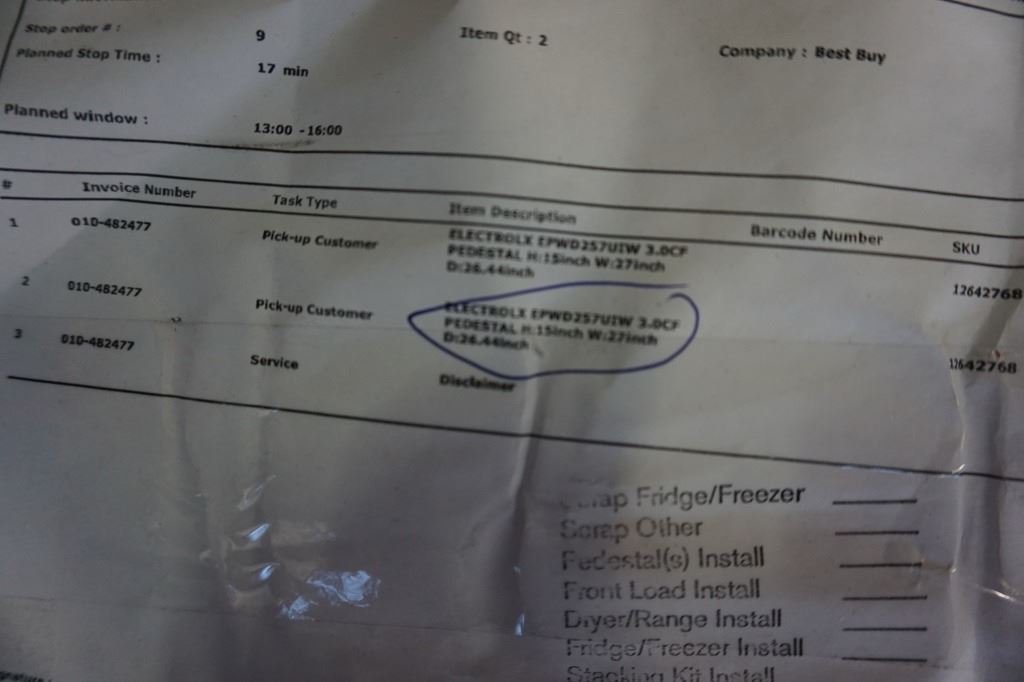 Stop order # : 9 Item Qt : 2 Company : Best Buy
Planned Stop Time : 17 min
Planned window : 13:00 -16:00
# Invoice Number Task Type Item Description Barcode Number SKU
1 010-482477 Pick-up Customer ELECTROLX EPWD257UIW 3.0CF
PEDESTAL H:15inch W:27inch
D:26.44inch
12642768
2 010-482477 Pick-up Customer ELECTROLX EPWD257UIW 3.0CF
PEDESTAL H:15inch W:27inch
D:26.44inch
12642768
3 010-482477 Service Disclaimer
Scrap Fridge/Freezer
Scrap Other
Pedestal(s) Install
Front Load Install
Dryer/Range Install
Fridge/Freezer Install
Stacking Kit Install